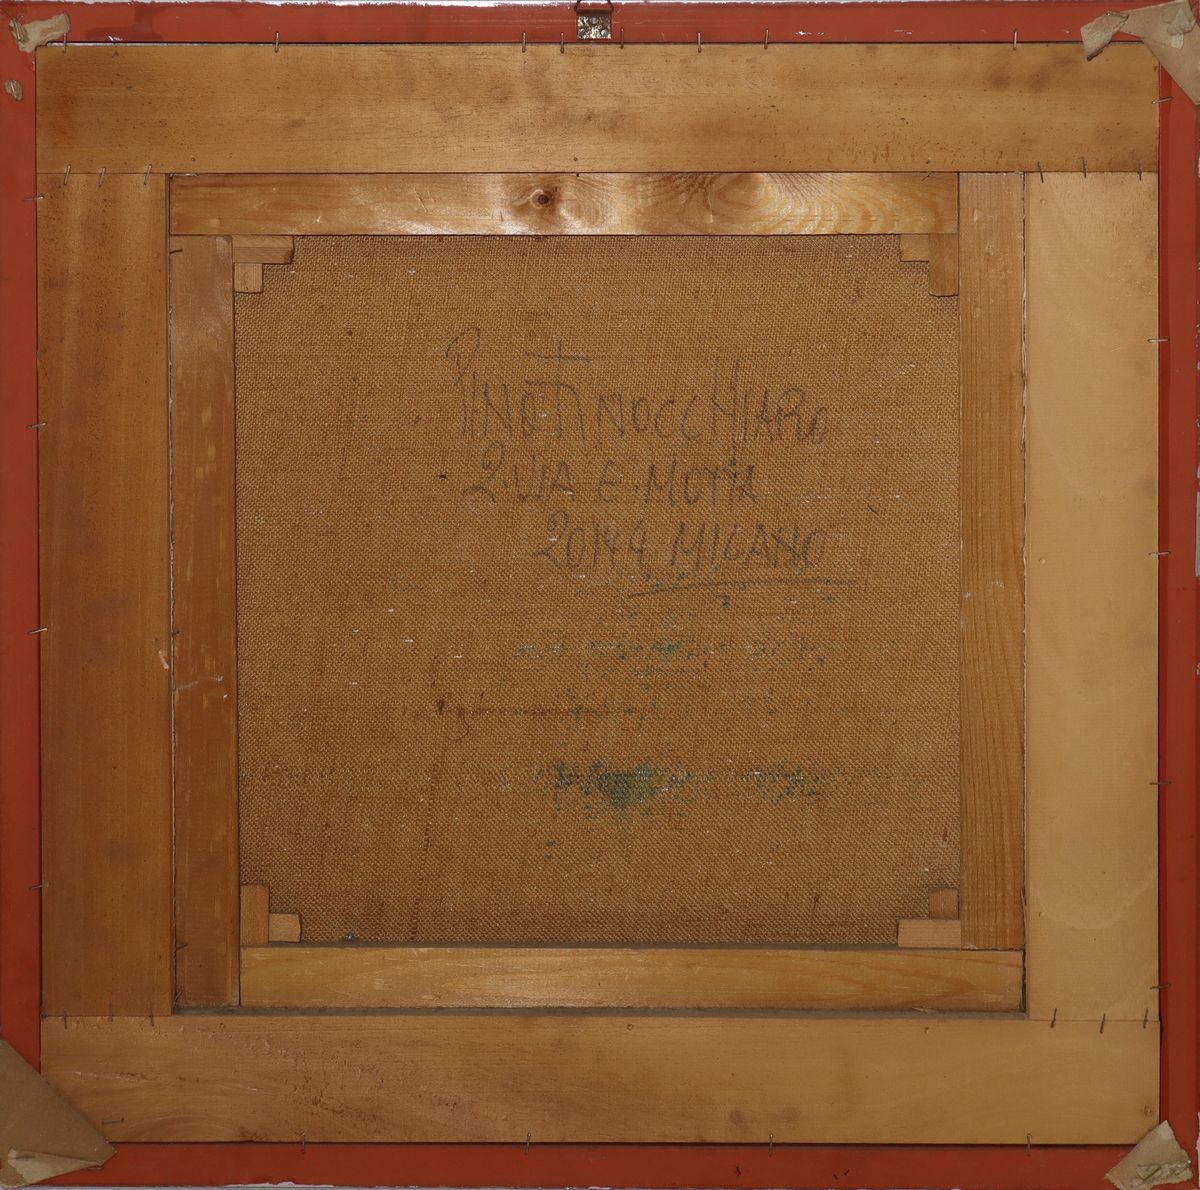 PINO FINOCCHIARO
2. VIA E. MOTTA
20144 MILANO